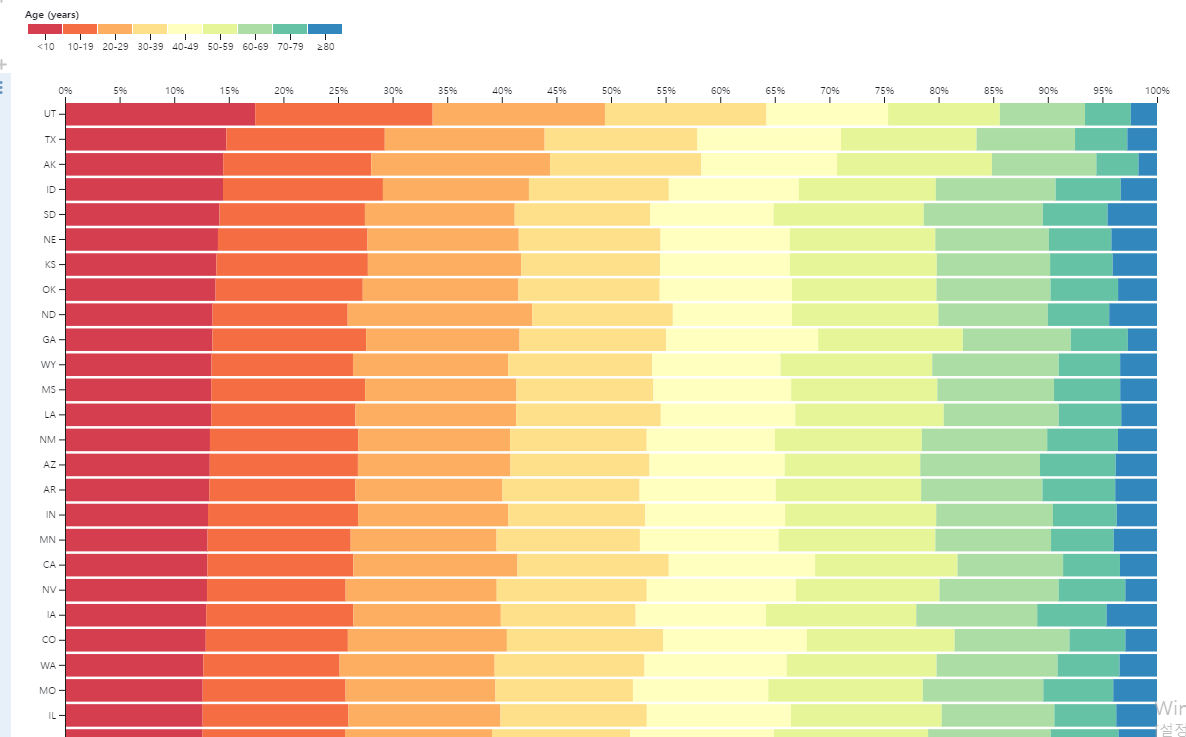 Age (years)
<10 10-19 20-29 30-39 40-49 50-59 60-69 70-79 ≥80
0% 5% 10% 15% 20% 25% 30% 35% 40% 45% 50% 55% 60% 65% 70% 75% 80% 85% 90% 95% 100%
UT
TX
AK
ID
SD
NE
KS
OK
ND
GA
WY
MS
LA
NM
AZ
AR
IN
MN
CA
NV
IA
CO
WA
MO
IL
Win
설정